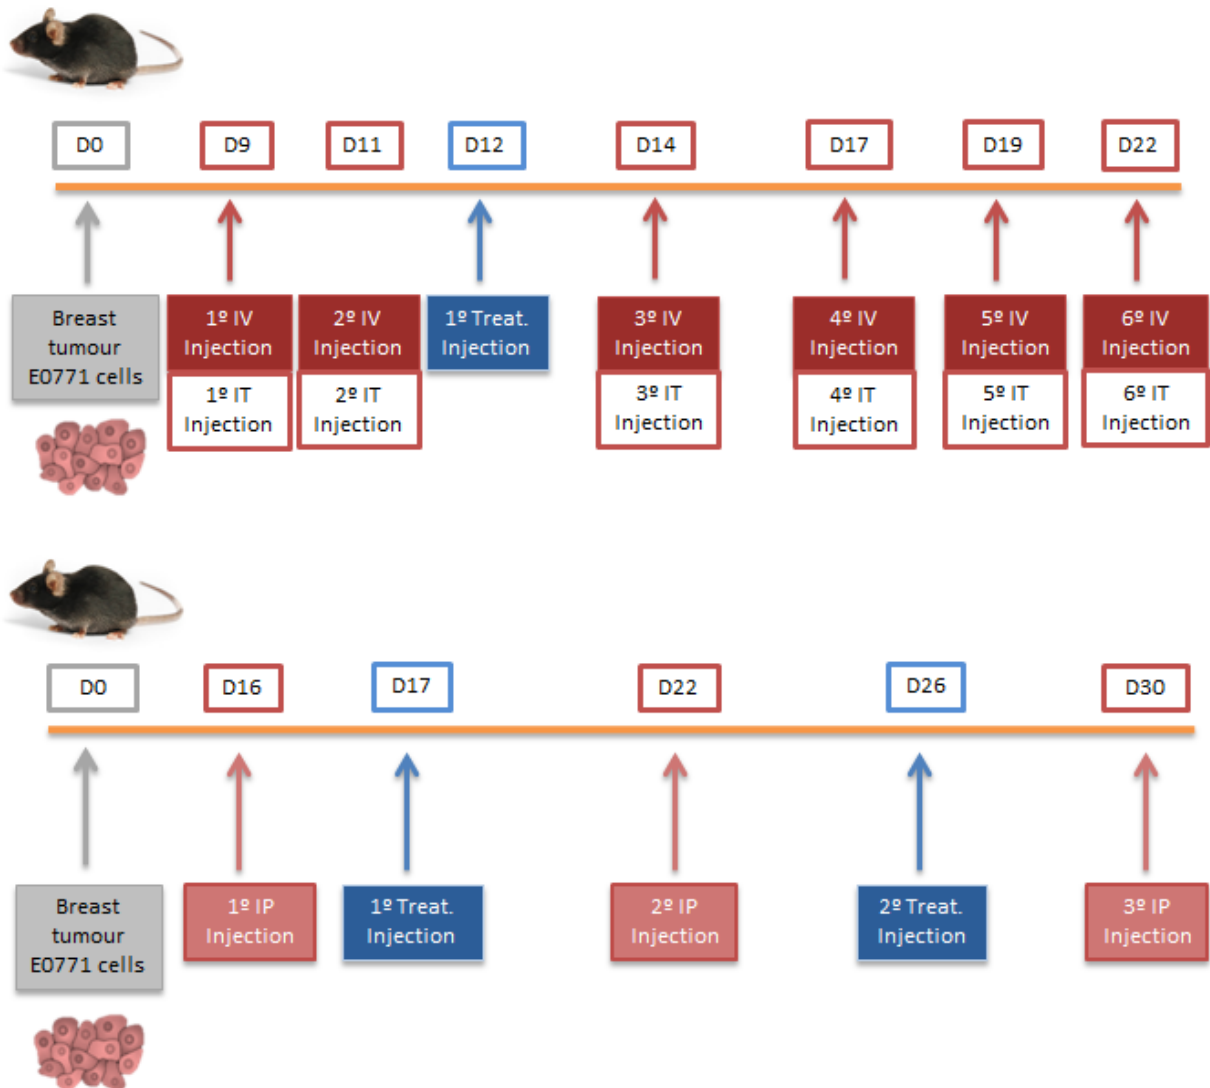 D0
D9
D11
D12
D14
D17
D19
D22
Breast
tumour
E0771 cells
1º IV
Injection
1º IT
Injection
2º IV
Injection
2º IT
Injection
1º Treat.
Injection
3º IV
Injection
3º IT
Injection
4º IV
Injection
4º IT
Injection
5º IV
Injection
5º IT
Injection
6º IV
Injection
6º IT
Injection
D0
D16
D17
D22
D26
D30
Breast
tumour
E0771 cells
1º IP
Injection
1º Treat.
Injection
2º IP
Injection
2º Treat.
Injection
3º IP
Injection